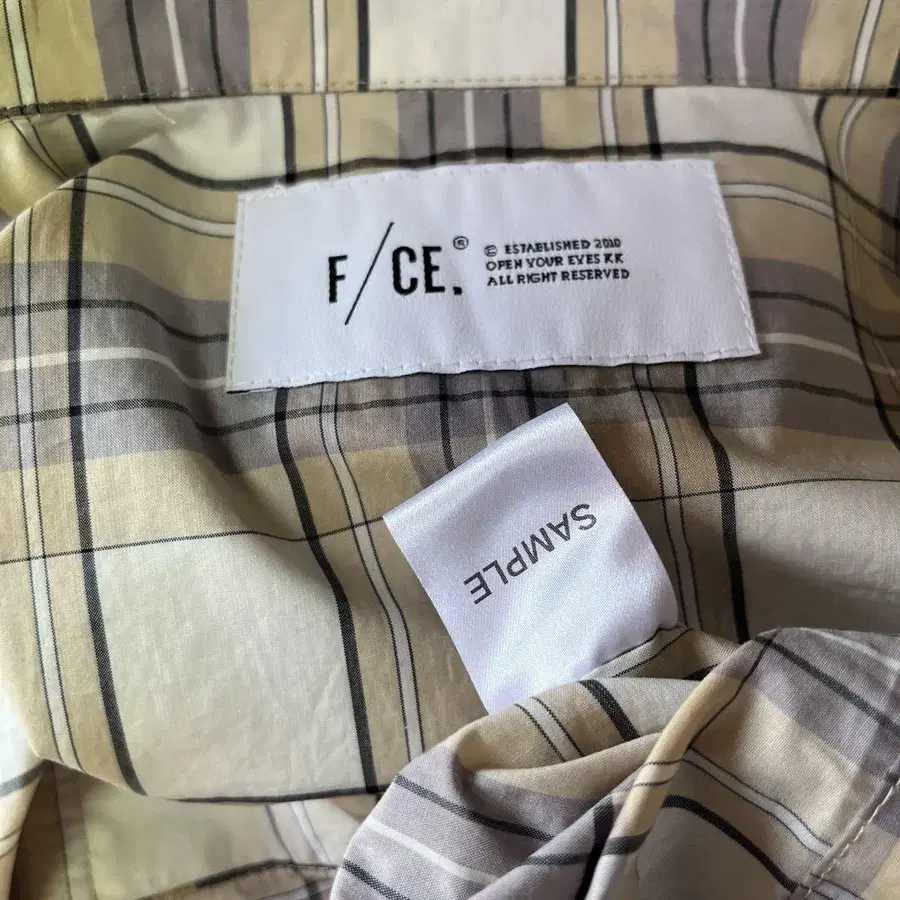 F/CE.®
© ESTABLISHED 2010
OPEN YOUR EYES KK
ALL RIGHT RESERVED
SAMPLE